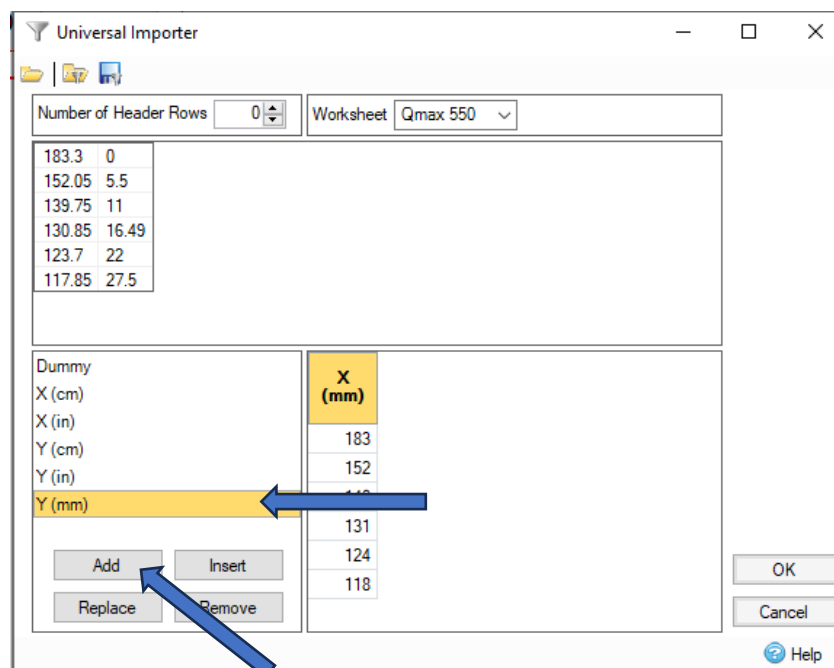 Universal Importer
Number of Header Rows 0 Worksheet Qmax 550
183.3 0
152.05 5.5
139.75 11
130.85 16.49
123.7 22
117.85 27.5
Dummy
X (cm)
X (in)
Y (cm)
Y (in)
Y (mm)
Add Insert
Replace Remove
X
(mm)
183
152
131
124
118
OK
Cancel
Help